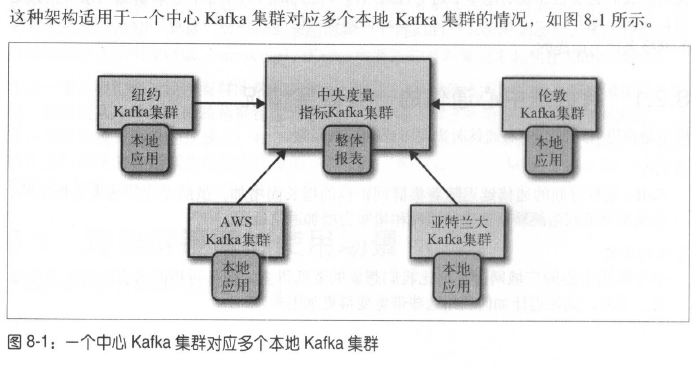 这种架构适用于一个中心 Kafka 集群对应多个本地 Kafka 集群的情况，如图 8-1 所示。
纽约
Kafka集群
本地
应用
中央度量
指标Kafka集群
整体
报表
伦敦
Kafka集群
本地
应用
AWS
Kafka集群
本地
应用
亚特兰大
Kafka集群
本地
应用
图 8-1：一个中心 Kafka 集群对应多个本地 Kafka 集群